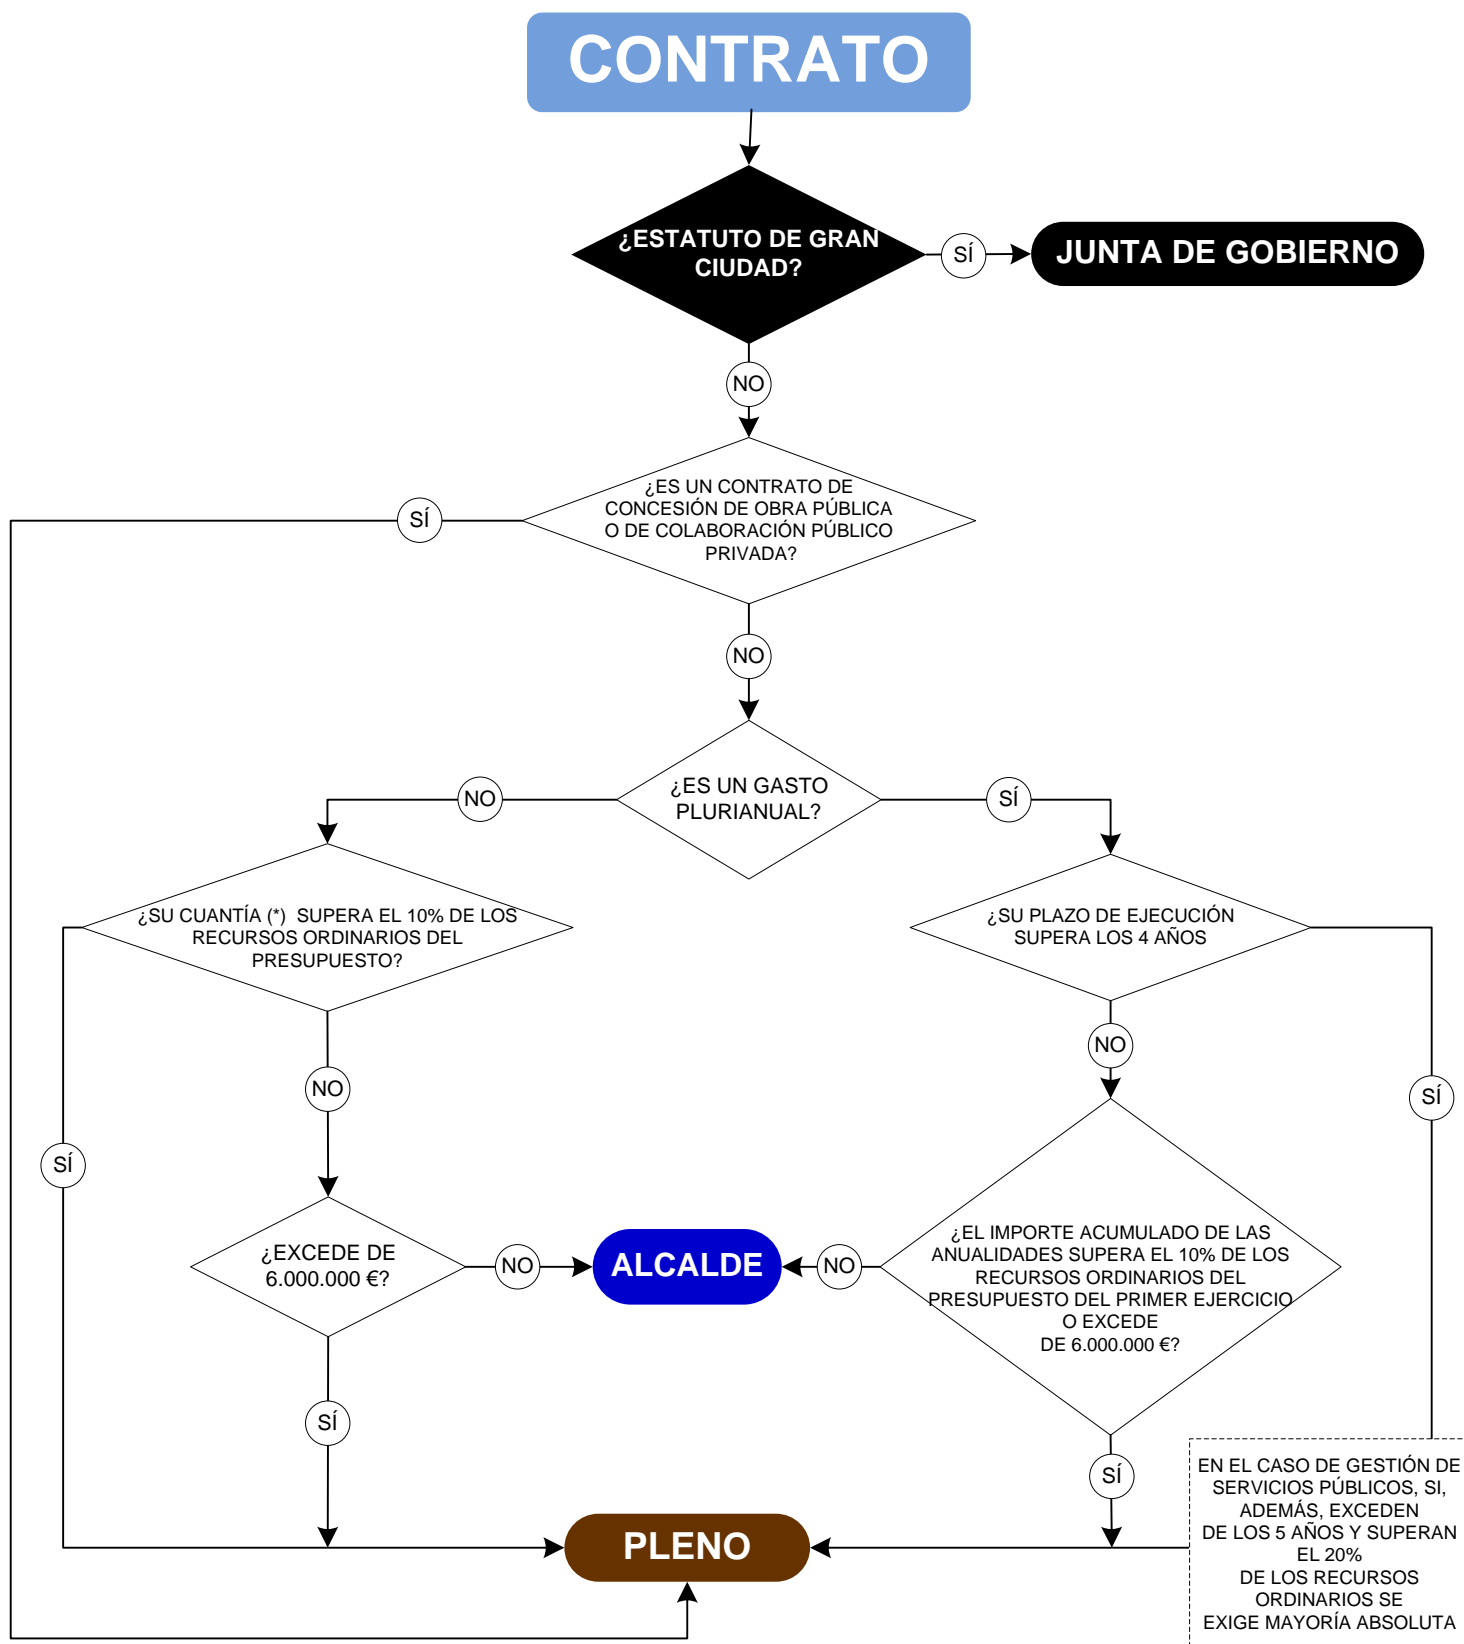 CONTRATO
¿ESTATUTO DE GRAN
CIUDAD?
SÍ
JUNTA DE GOBIERNO
NO
¿ES UN CONTRATO DE
CONCESIÓN DE OBRA PÚBLICA
O DE COLABORACIÓN PÚBLICO
PRIVADA?
SÍ
NO
¿ES UN GASTO
PLURIANUAL?
NO
SÍ
¿SU CUANTÍA (*) SUPERA EL 10% DE LOS
RECURSOS ORDINARIOS DEL
PRESUPUESTO?
¿SU PLAZO DE EJECUCIÓN
SUPERA LOS 4 AÑOS
NO
NO
SÍ
SÍ
¿EXCEDE DE
6.000.000 €?
NO
ALCALDE
NO
¿EL IMPORTE ACUMULADO DE LAS
ANUALIDADES SUPERA EL 10% DE LOS
RECURSOS ORDINARIOS DEL
PRESUPUESTO DEL PRIMER EJERCICIO
O EXCEDE
DE 6.000.000 €?
SÍ
SÍ
PLENO
EN EL CASO DE GESTIÓN DE
SERVICIOS PÚBLICOS, SI,
ADEMÁS, EXCEDEN
DE LOS 5 AÑOS Y SUPERAN
EL 20%
DE LOS RECURSOS
ORDINARIOS SE
EXIGE MAYORÍA ABSOLUTA